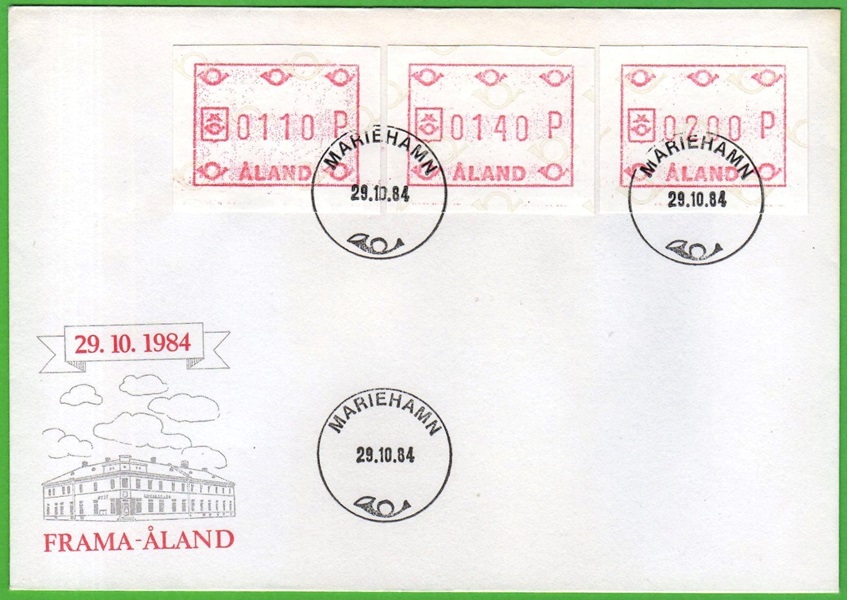 0110 P
ÅLAND
0140 P
ÅLAND
0200 P
ÅLAND
MARIEHAMN
29.10.84
MARIEHAMN
29.10.84
29. 10. 1984
MARIEHAMN
29.10.84
FRAMA-ÅLAND